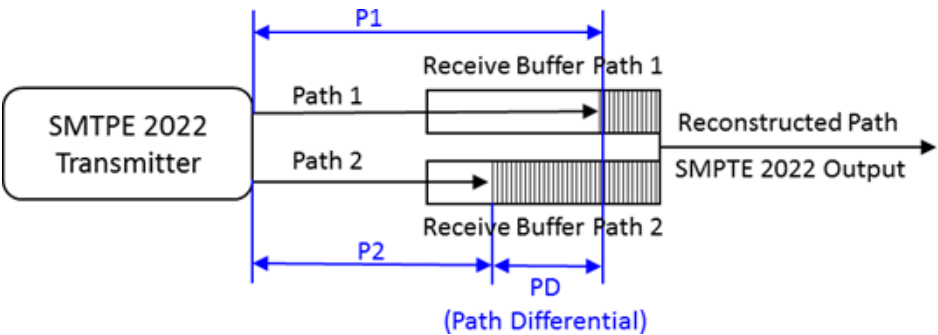 P1
Receive Buffer Path 1
Path 1
SMTPE 2022
Transmitter
Reconstructed Path
Path 2
SMPTE 2022 Output
Receive Buffer Path 2
P2
PD
(Path Differential)